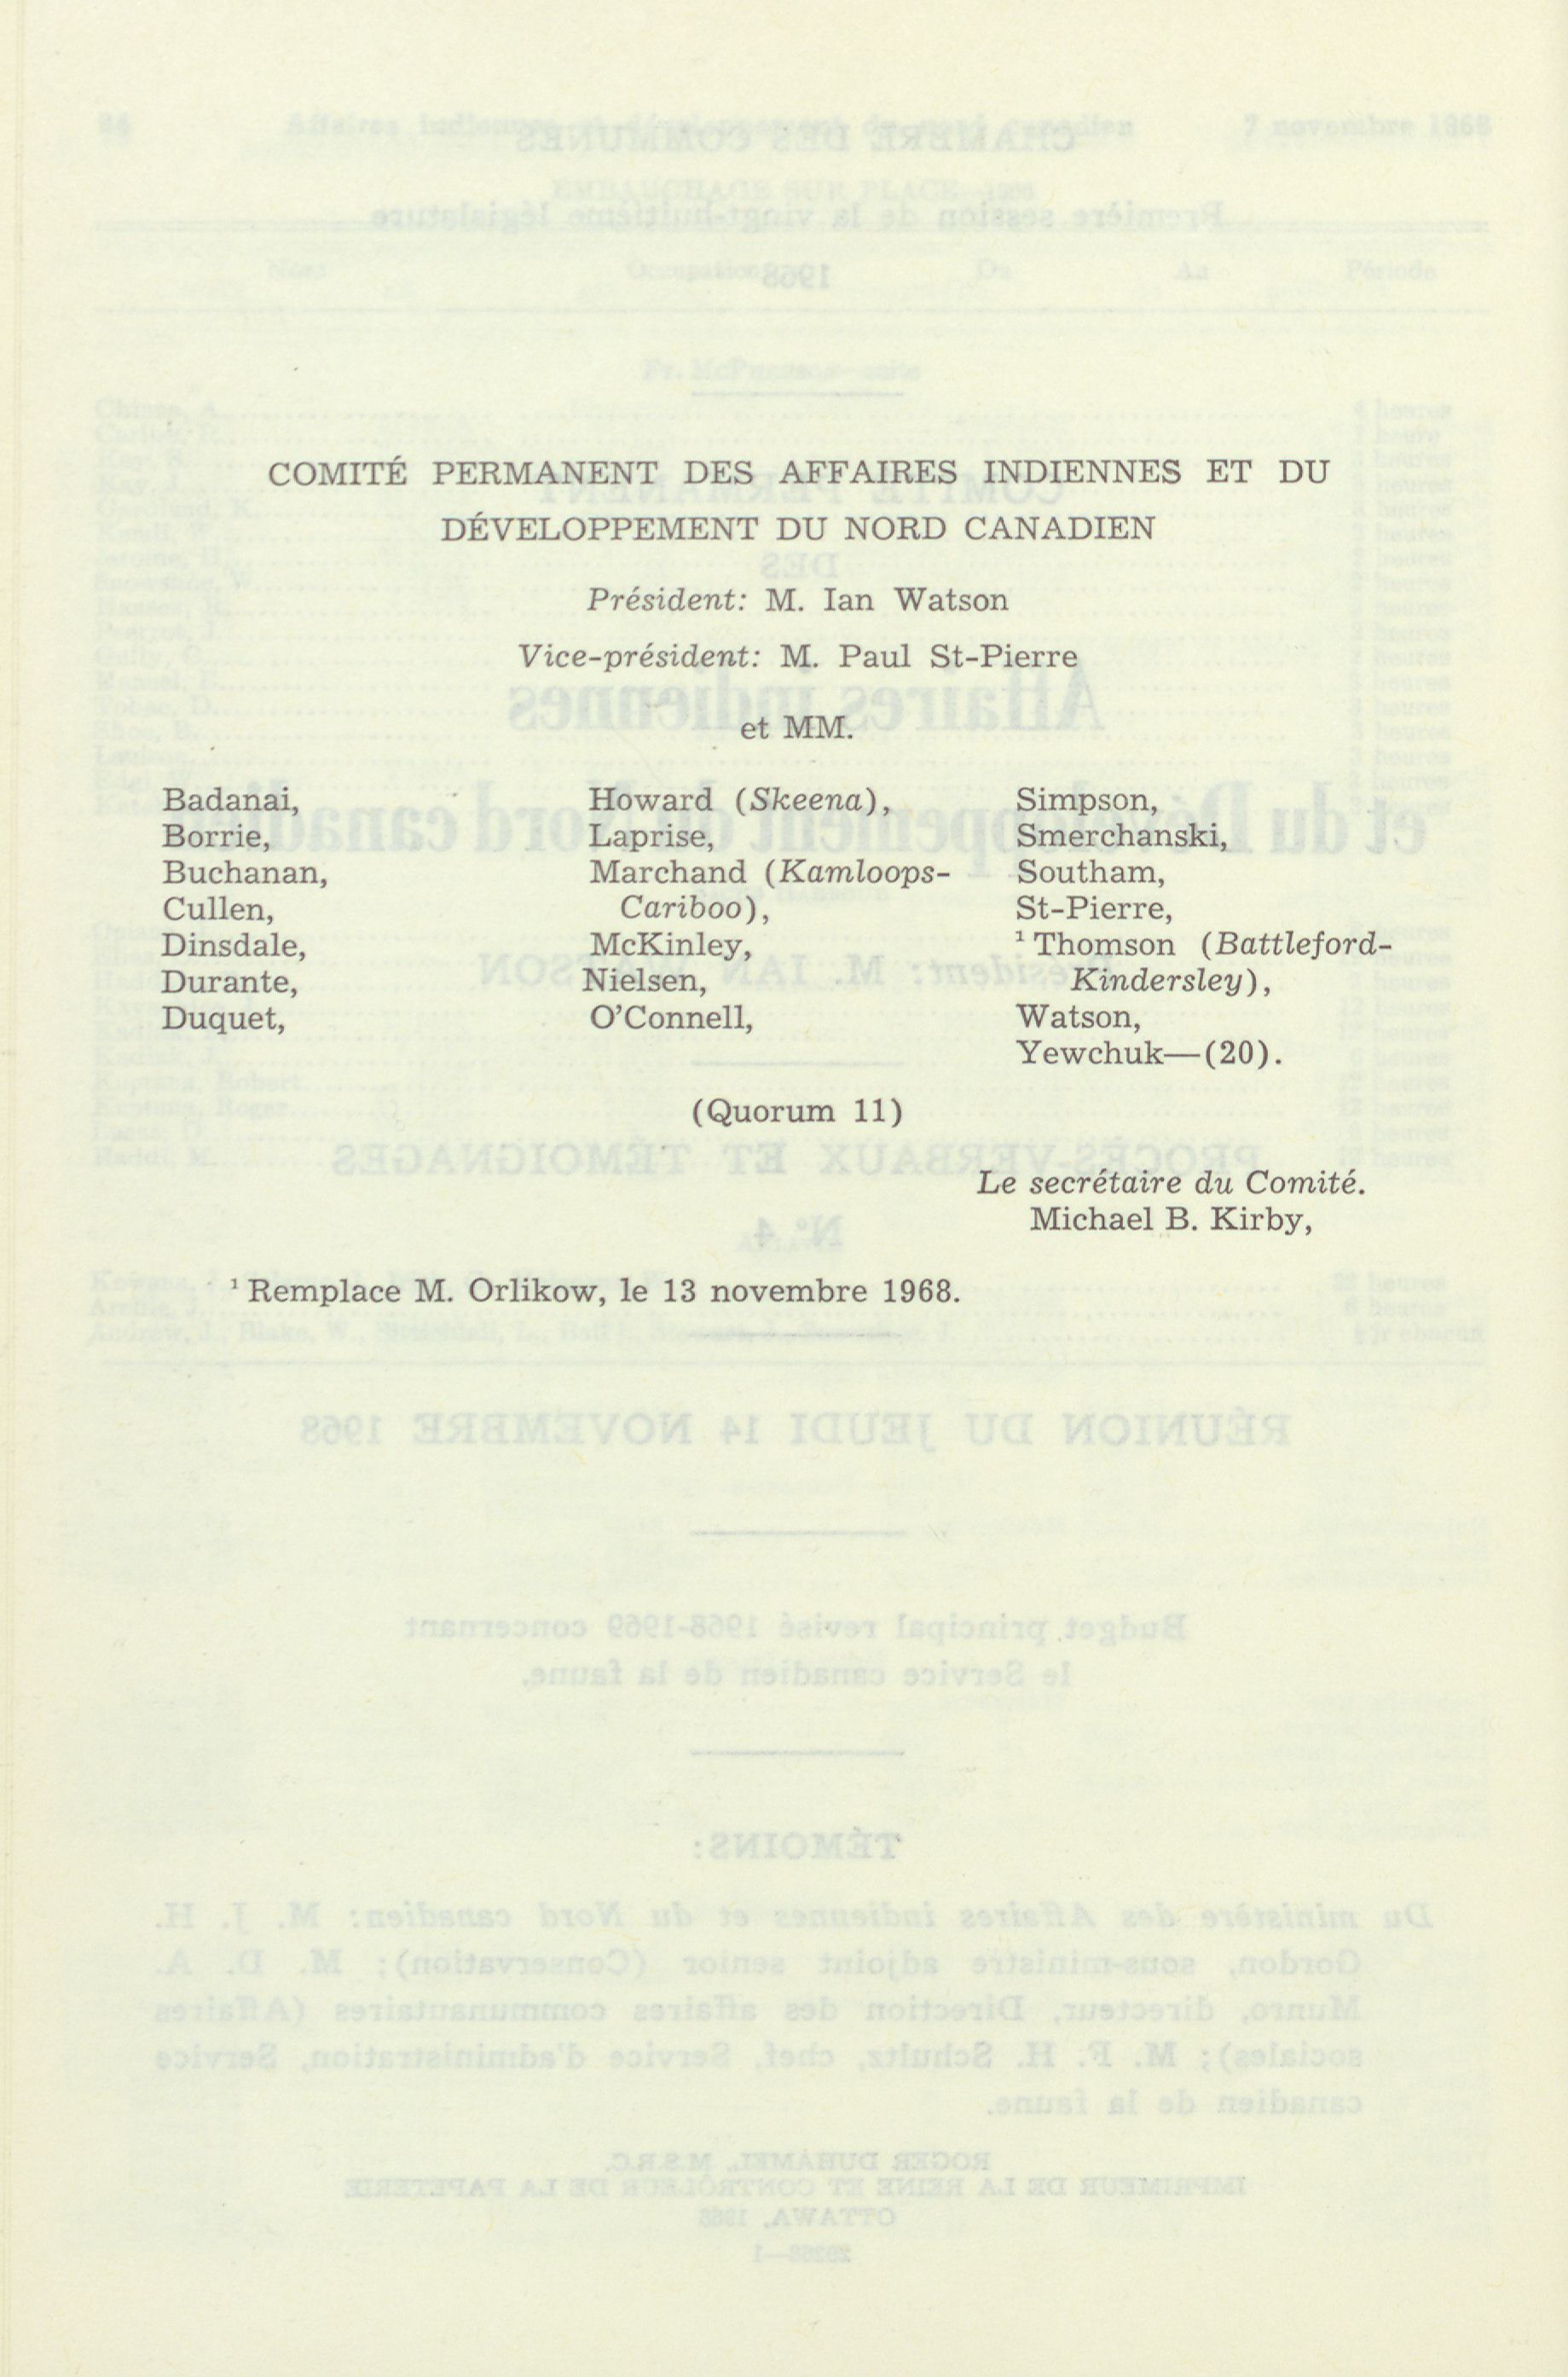 COMITÉ PERMANENT DES AFFAIRES INDIENNES ET DU
DÉVELOPPEMENT DU NORD CANADIEN
Président: M. Ian Watson
Vice-président: M. Paul St-Pierre
et MM.
Badanai,
Borrie,
Buchanan,
Cullen,
Dinsdale,
Durante,
Duquet,
Howard (Skeena),
Laprise,
Marchand (Kamloops-
Cariboo),
McKinley,
Nielsen,
O'Connell,
Simpson,
Smerchanski,
Southam,
St-Pierre,
¹ Thomson (Battleford-
Kindersley),
Watson,
Yewchuk—(20).
(Quorum 11)
Le secrétaire du Comité.
Michael B. Kirby,
¹ Remplace M. Orlikow, le 13 novembre 1968.